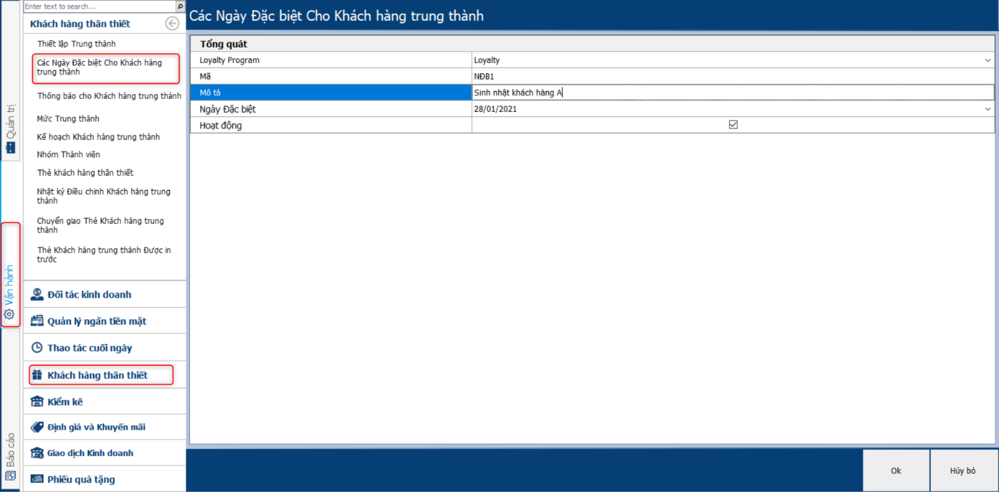 Quản trị
Vận hành
Báo cáo
Enter text to search...
Khách hàng thân thiết
Thiết lập Trung thành
Các Ngày Đặc biệt Cho Khách hàng
trung thành
Thông báo cho Khách hàng trung thành
Mức Trung thành
Kế hoạch Khách hàng trung thành
Nhóm Thành viên
Thẻ khách hàng thân thiết
Nhật ký Điều chỉnh Khách hàng trung
thành
Chuyển giao Thẻ Khách hàng trung
thành
Thẻ Khách hàng trung thành Được in
trước
Đối tác kinh doanh
Quản lý ngăn tiền mặt
Thao tác cuối ngày
Khách hàng thân thiết
Kiểm kê
Định giá và Khuyến mãi
Giao dịch Kinh doanh
Phiếu quà tặng
Các Ngày Đặc biệt Cho Khách hàng trung thành
Tổng quát
Loyalty Program Loyalty
Mã NĐB1
Mô tả Sinh nhật khách hàng A
Ngày Đặc biệt 28/01/2021
Hoạt động
Ok Hủy bỏ